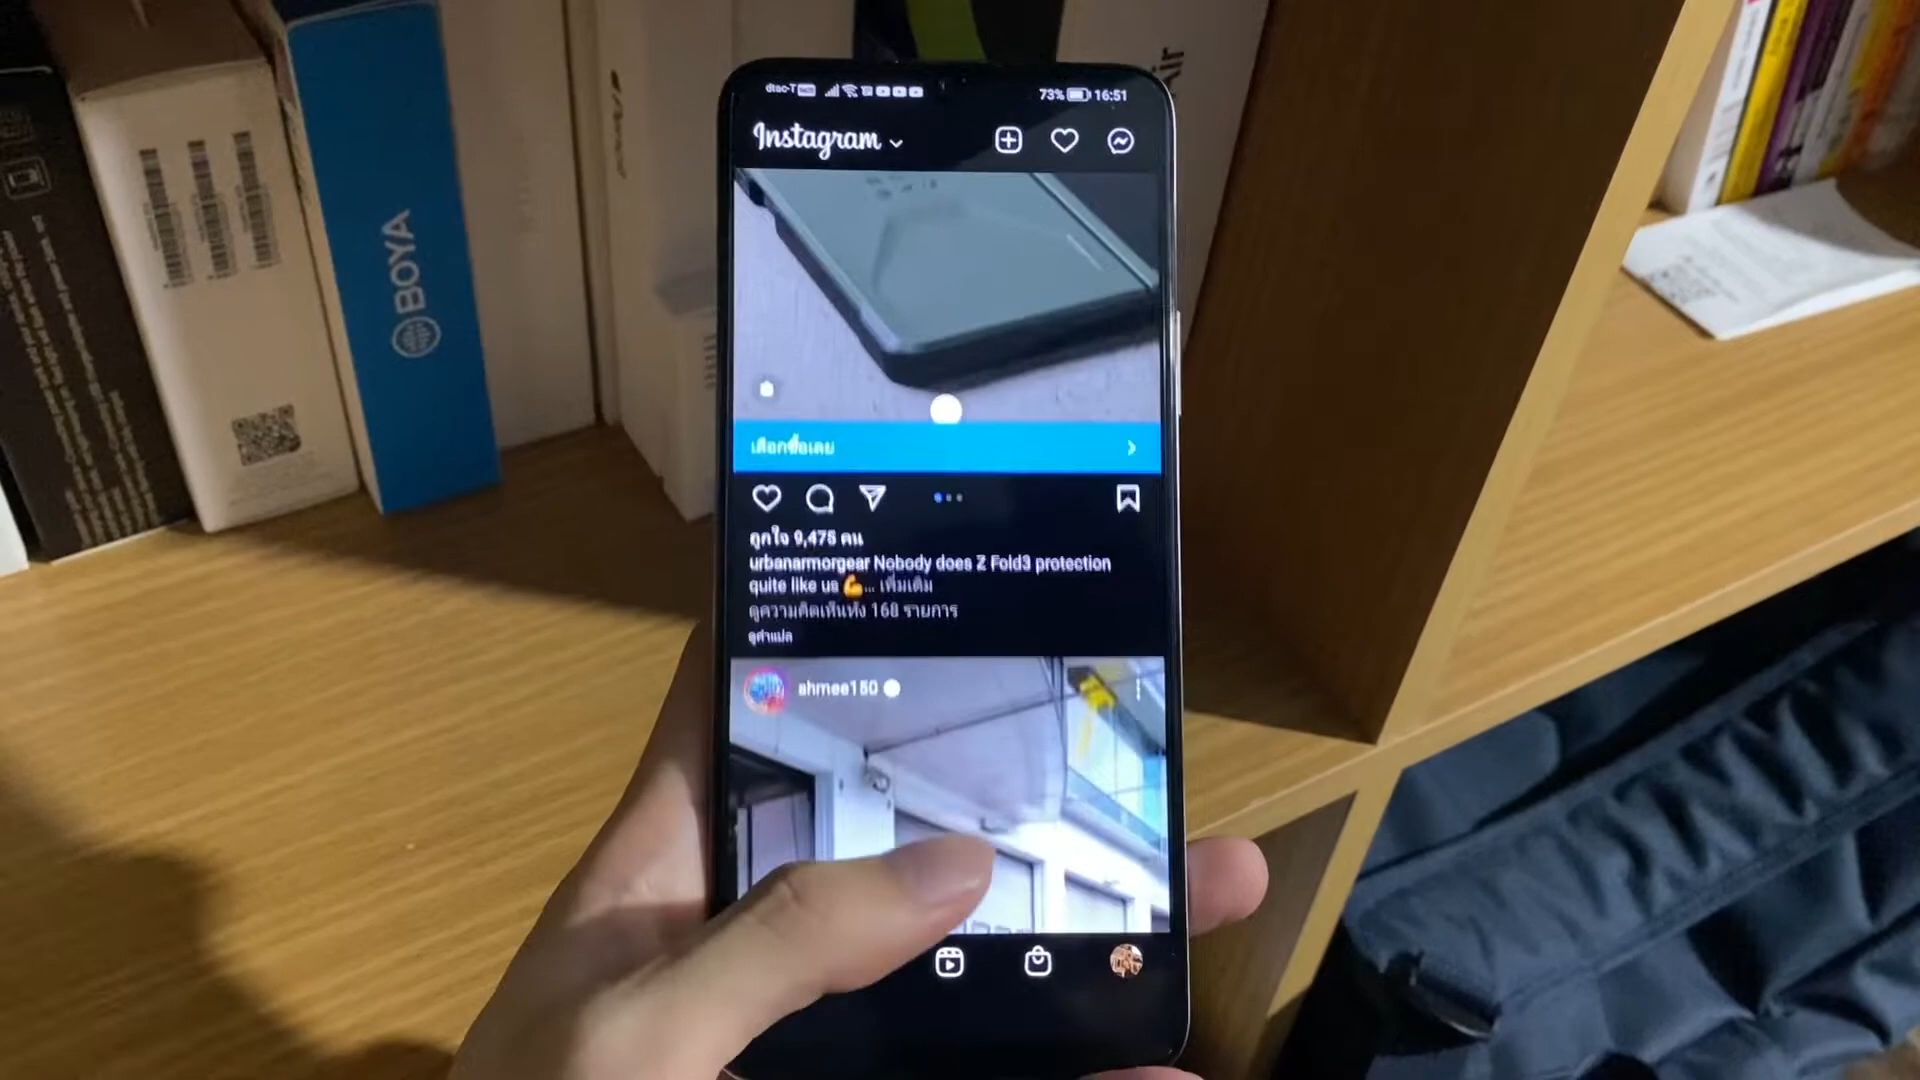 BOYA
Air
dtac-T
73% 16:51
Instagram
เลือกซื้อเลย
ถูกใจ 9,475 คน
urbanarmorgear Nobody does Z Fold3 protection
quite like us 💪... เพิ่มเติม
ดูความคิดเห็นทั้ง 168 รายการ
ดูคำแปล
ahmee150